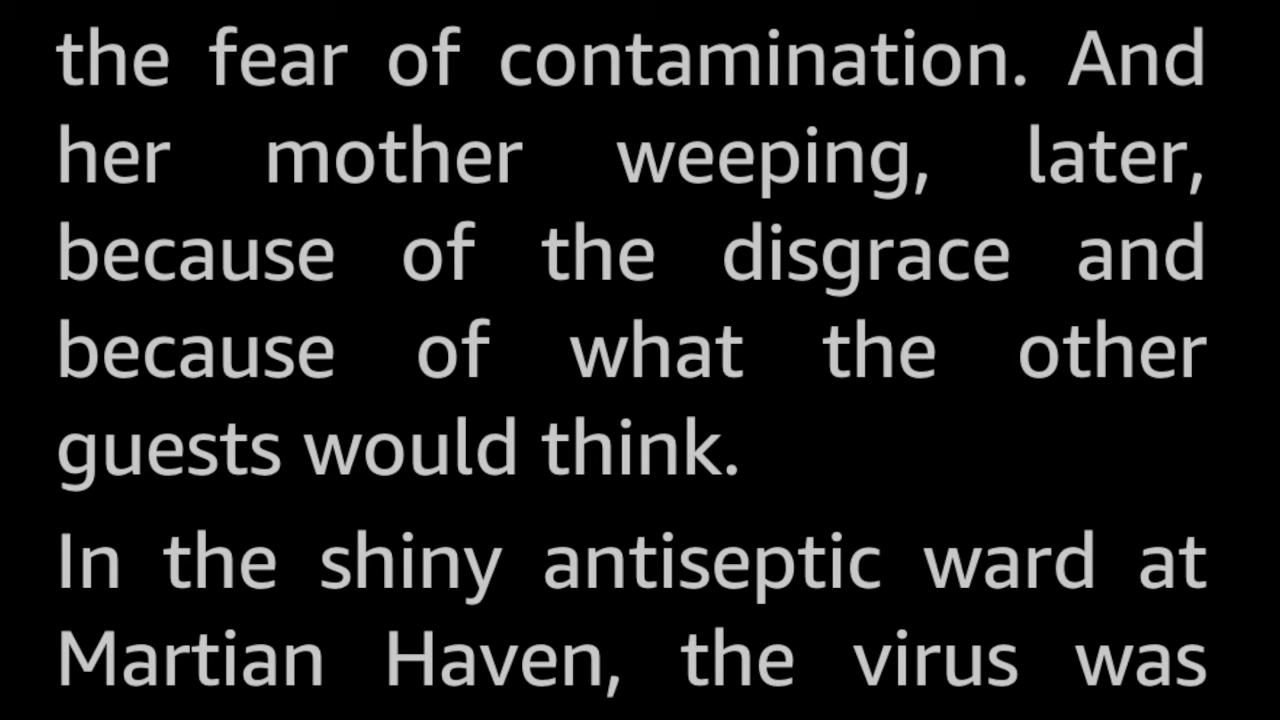 the fear of contamination. And
her mother weeping, later,
because of the disgrace and
because of what the other
guests would think.
In the shiny antiseptic ward at
Martian Haven, the virus was